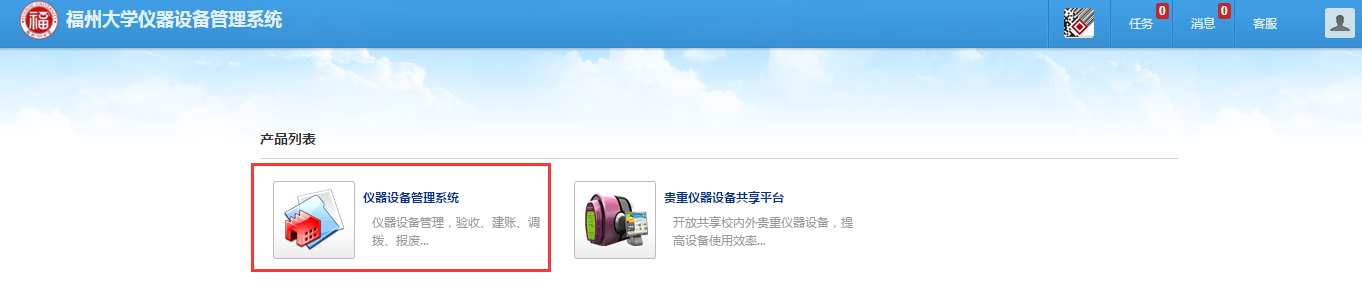 福
福州大学仪器设备管理系统
任务
0
消息
0
客服
产品列表
仪器设备管理系统
仪器设备管理，验收、建账、调
拨、报废...
贵重仪器设备共享平台
开放共享校内外贵重仪器设备，提
高设备使用效率...